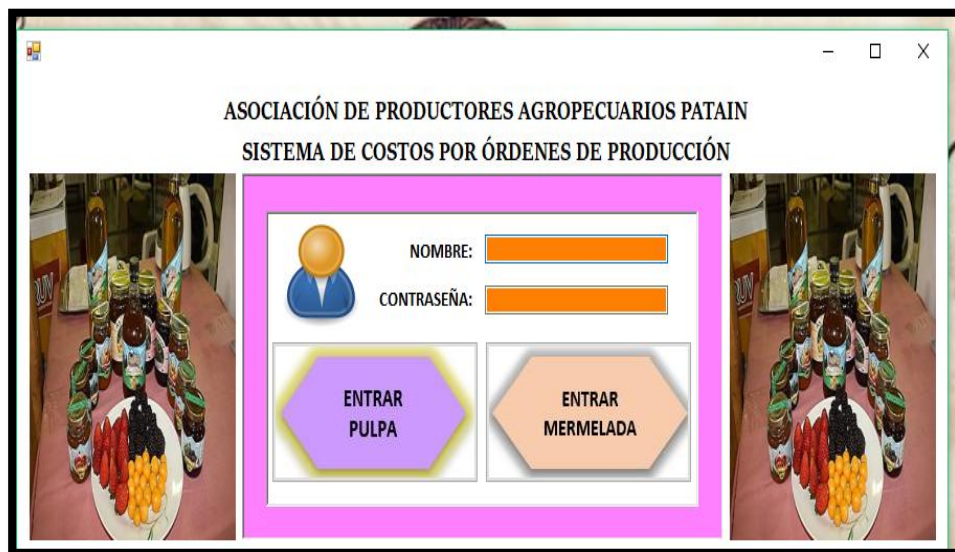 ASOCIACIÓN DE PRODUCTORES AGROPECUARIOS PATAIN
SISTEMA DE COSTOS POR ÓRDENES DE PRODUCCIÓN
NOMBRE:
CONTRASEÑA:
ENTRAR
PULPA
ENTRAR
MERMELADA